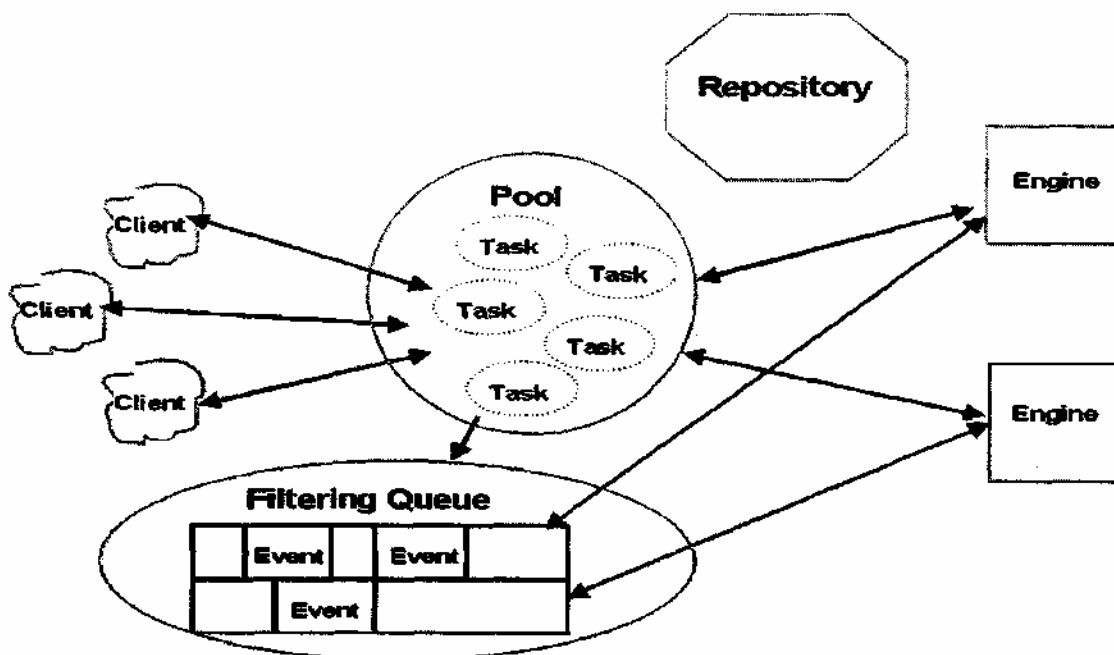 Repository
Engine
Pool
Client
Task
Task
Client
Task
Task
Client
Task
Engine
Filtering Queue
Event Event
Event